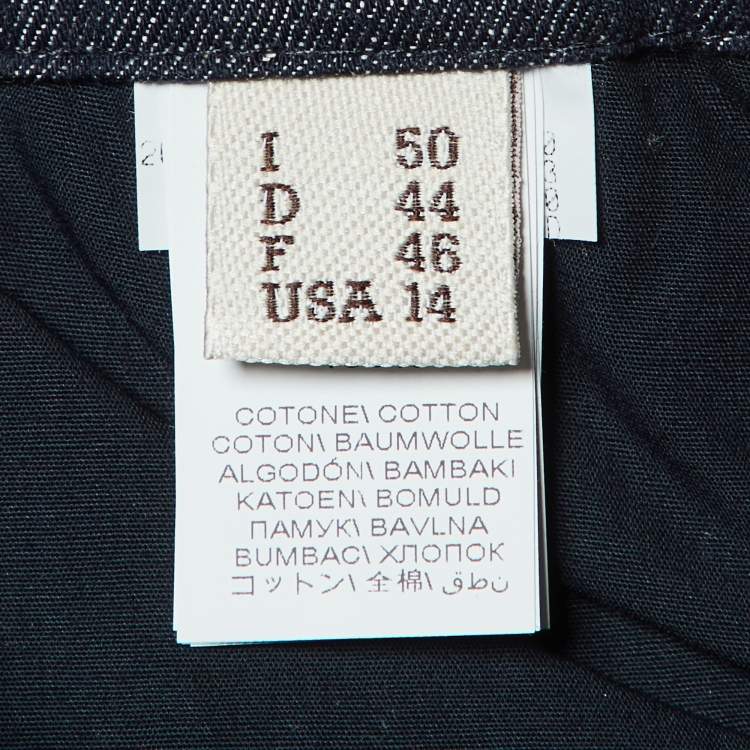 I 50
D 44
F 46
USA 14
COTONE\ COTTON
COTON\ BAUMWOLLE
ALGODÓN\ BAMBAKI
KATOEN\ BOMULD
ПАМУК\ BAVLNA
BUMBAC\ ХЛОПОК
コットン\ 全棉\ نطق